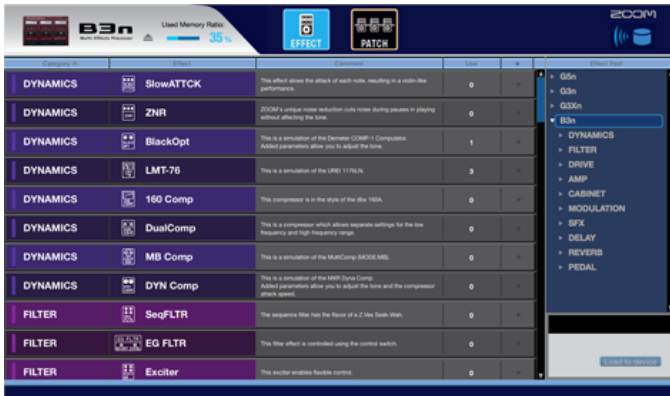 B3n
Multi Effects Processor
Used Memory Ratio:
35%
EFFECT
PATCH
ZOOM
Category
Effect
Comment
Use
Effect Pool
DYNAMICS
SlowATTCK
This effect slows the attack of each note, resulting in a violin-like
performance.
0
DYNAMICS
ZNR
ZOOM's unique noise reduction cuts noise during pauses in playing
without affecting the tone.
0
DYNAMICS
BlackOpt
This is a simulation of the Demeter COMP-1 Compulator.
Added parameters allow you to adjust the tone.
1
DYNAMICS
LMT-76
This is a simulation of the UREI 1176LN.
3
DYNAMICS
160 Comp
This compressor is in the style of the dbx 160A.
0
DYNAMICS
DualComp
This is a compressor which allows separate settings for the low
frequency and high frequency range.
0
DYNAMICS
MB Comp
This is a simulation of the MultiComp (MODE:MB).
0
DYNAMICS
DYN Comp
This is a simulation of the MXR Dyna Comp.
Added parameters allow you to adjust the tone and the compressor
attack speed.
0
FILTER
SeqFLTR
The sequence filter has the flavor of a Z.Vex Seek-Wah.
0
FILTER
EG FLTR
This filter effect is controlled using the control switch.
0
FILTER
Exciter
This exciter enables flexible control.
0
G5n
G3n
G3Xn
B3n
DYNAMICS
FILTER
DRIVE
AMP
CABINET
MODULATION
SFX
DELAY
REVERB
PEDAL
Load to device